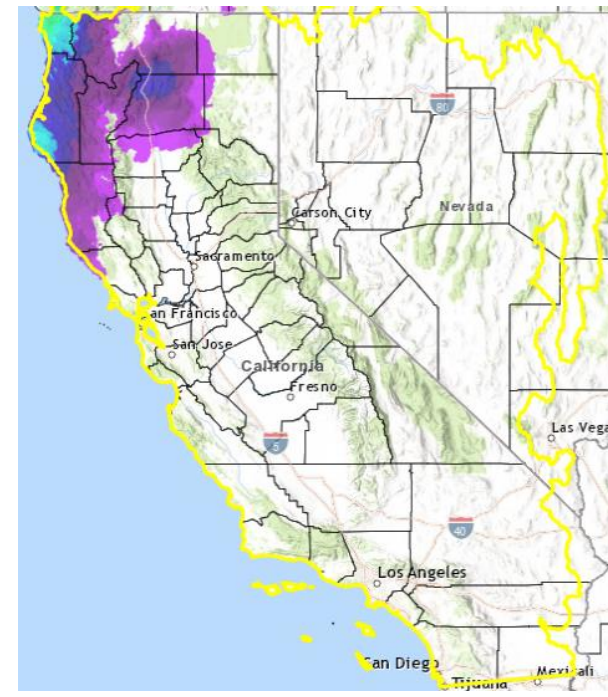 80
Nevada
Carson City
Sacramento
an Francisco
San Jose
California
Fresno
5
Las Vega
40
Los Angeles
San Diego
Tijuana
Mexicali